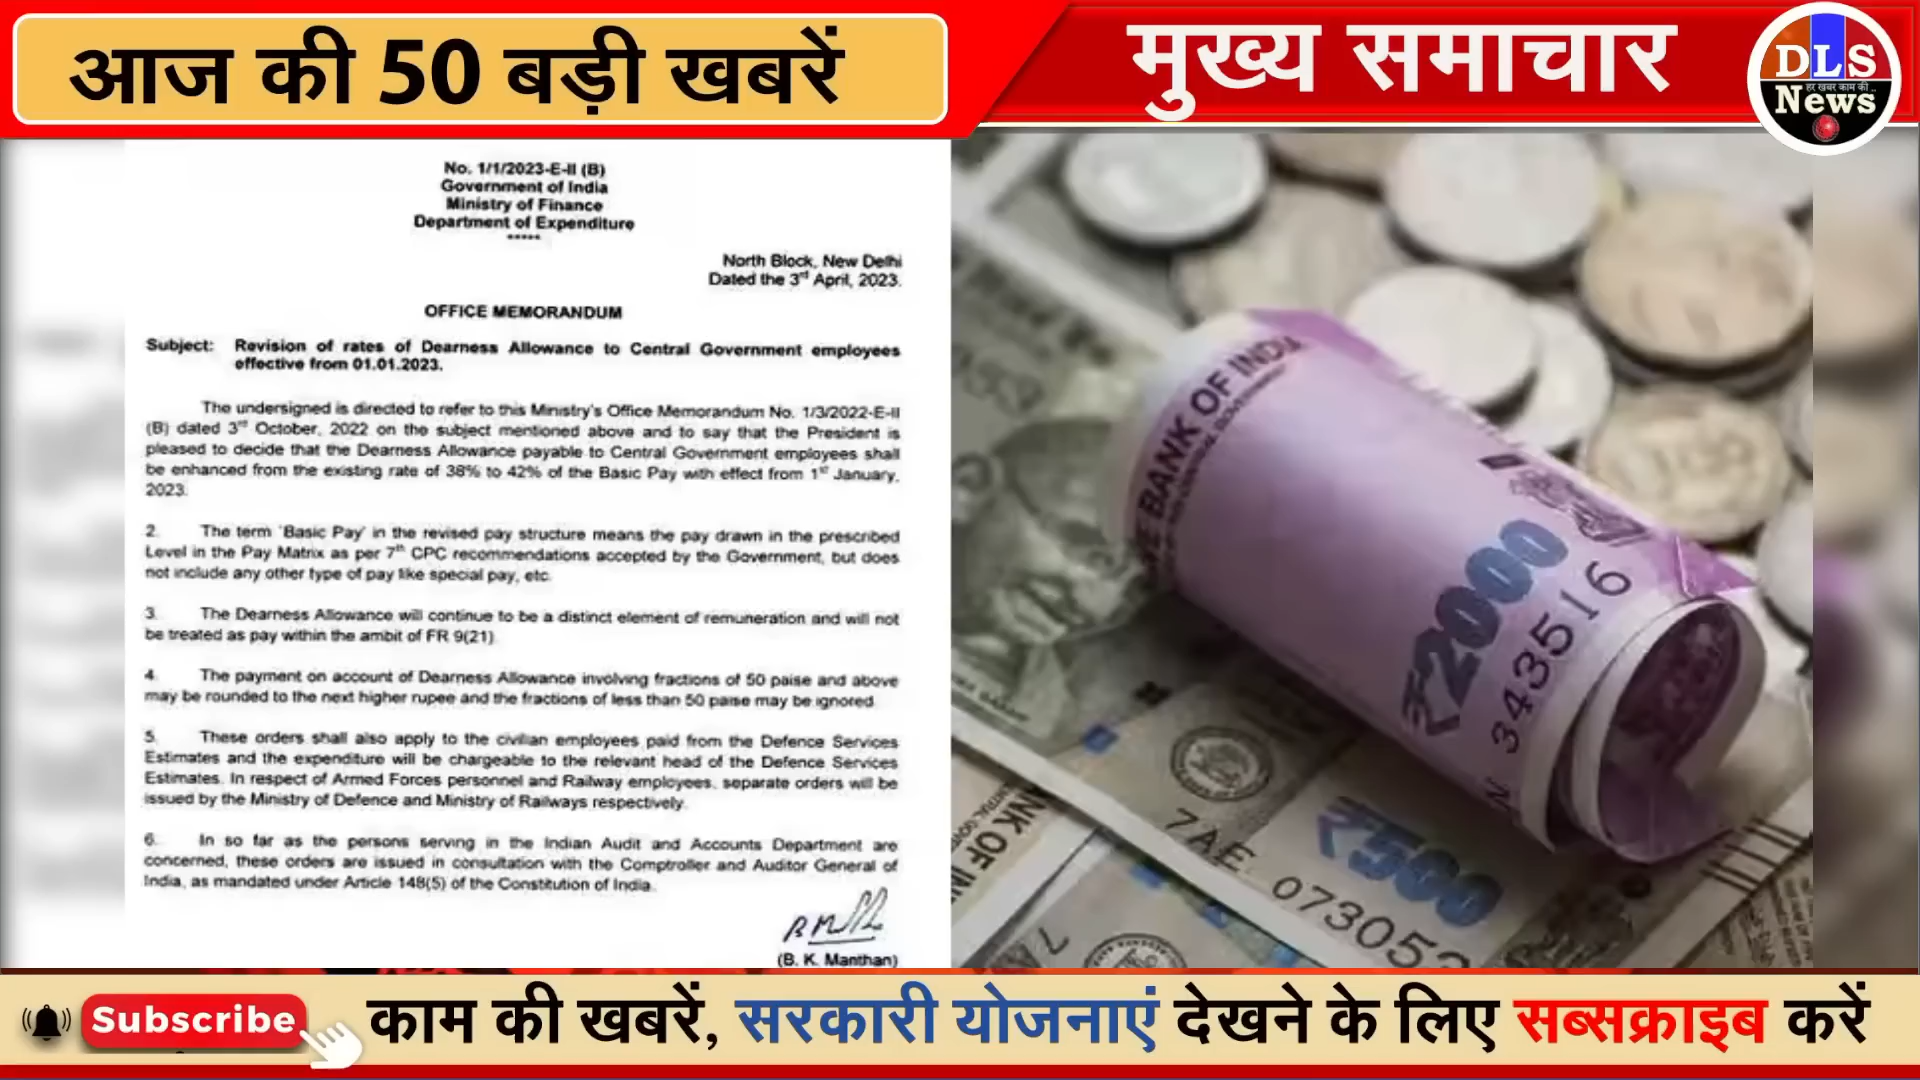 आज की 50 बड़ी खबरें
मुख्य समाचार
DLS
हर खबर काम की..
News
No. 1/1/2023-E-II (B)
Government of India
Ministry of Finance
Department of Expenditure
*****
North Block, New Delhi
Dated the 3rd April, 2023.
OFFICE MEMORANDUM
Subject: Revision of rates of Dearness Allowance to Central Government employees
effective from 01.01.2023.
The undersigned is directed to refer to this Ministry's Office Memorandum No. 1/3/2022-E-II
(B) dated 3rd October, 2022 on the subject mentioned above and to say that the President is
pleased to decide that the Dearness Allowance payable to Central Government employees shall
be enhanced from the existing rate of 38% to 42% of the Basic Pay with effect from 1st January,
2023.
2. The term 'Basic Pay' in the revised pay structure means the pay drawn in the prescribed
Level in the Pay Matrix as per 7th CPC recommendations accepted by the Government, but does
not include any other type of pay like special pay, etc.
3. The Dearness Allowance will continue to be a distinct element of remuneration and will not
be treated as pay within the ambit of FR 9(21).
4. The payment on account of Dearness Allowance involving fractions of 50 paise and above
may be rounded to the next higher rupee and the fractions of less than 50 paise may be ignored.
5. These orders shall also apply to the civilian employees paid from the Defence Services
Estimates and the expenditure will be chargeable to the relevant head of the Defence Services
Estimates. In respect of Armed Forces personnel and Railway employees, separate orders will be
issued by the Ministry of Defence and Ministry of Railways respectively.
6. In so far as the persons serving in the Indian Audit and Accounts Department are
concerned, these orders are issued in consultation with the Comptroller and Auditor General of
India, as mandated under Article 148(5) of the Constitution of India.
(B. K. Manthan)
BANK OF INDIA
₹2000
343516
₹500
7AE 073052
Subscribe
काम की खबरें, सरकारी योजनाएं देखने के लिए सब्सक्राइब करें